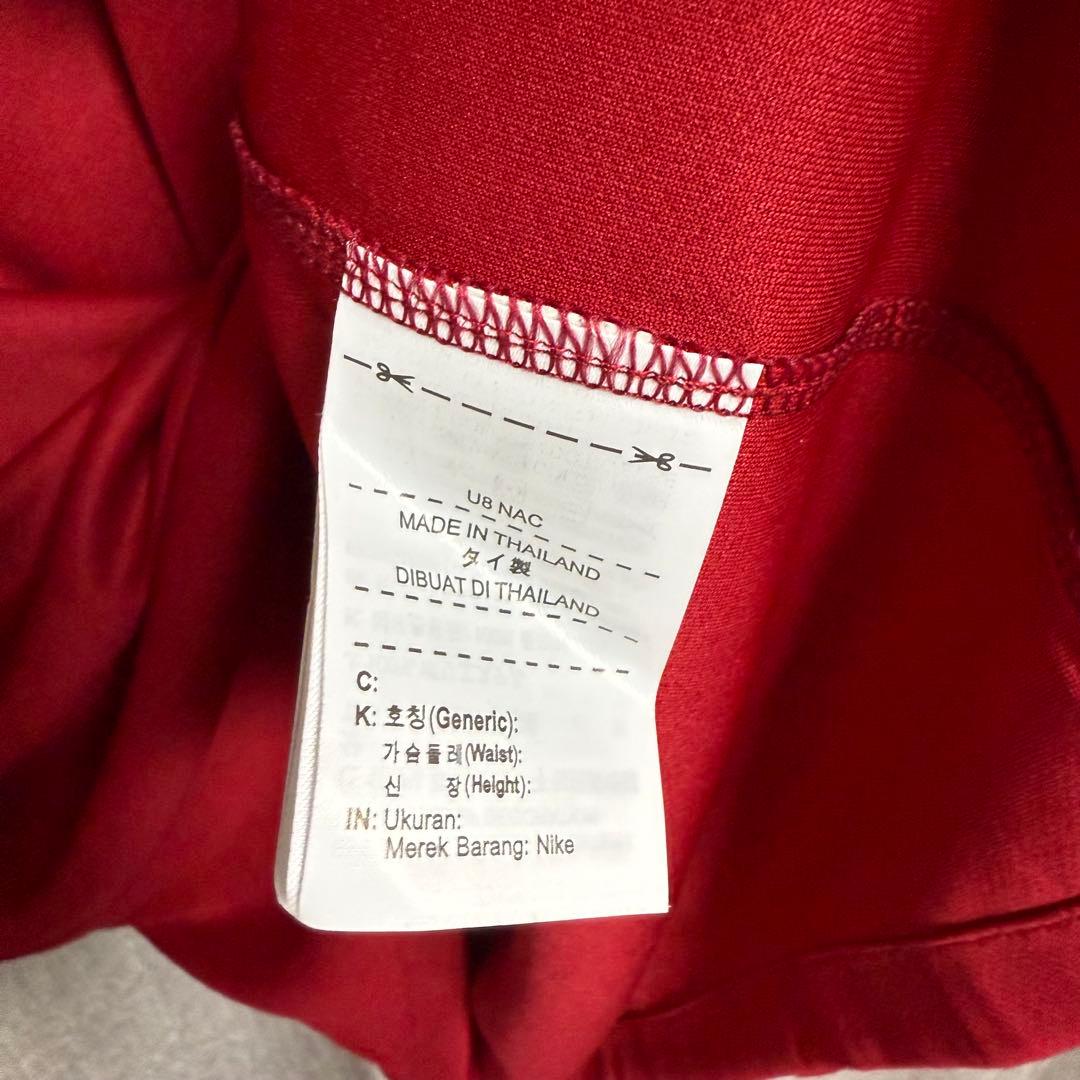 U8 NAC
MADE IN THAILAND
タイ製
DIBUAT DI THAILAND
C:
K: 호칭(Generic):
가슴둘레(Waist):
신 장(Height):
IN: Ukuran:
Merek Barang: Nike